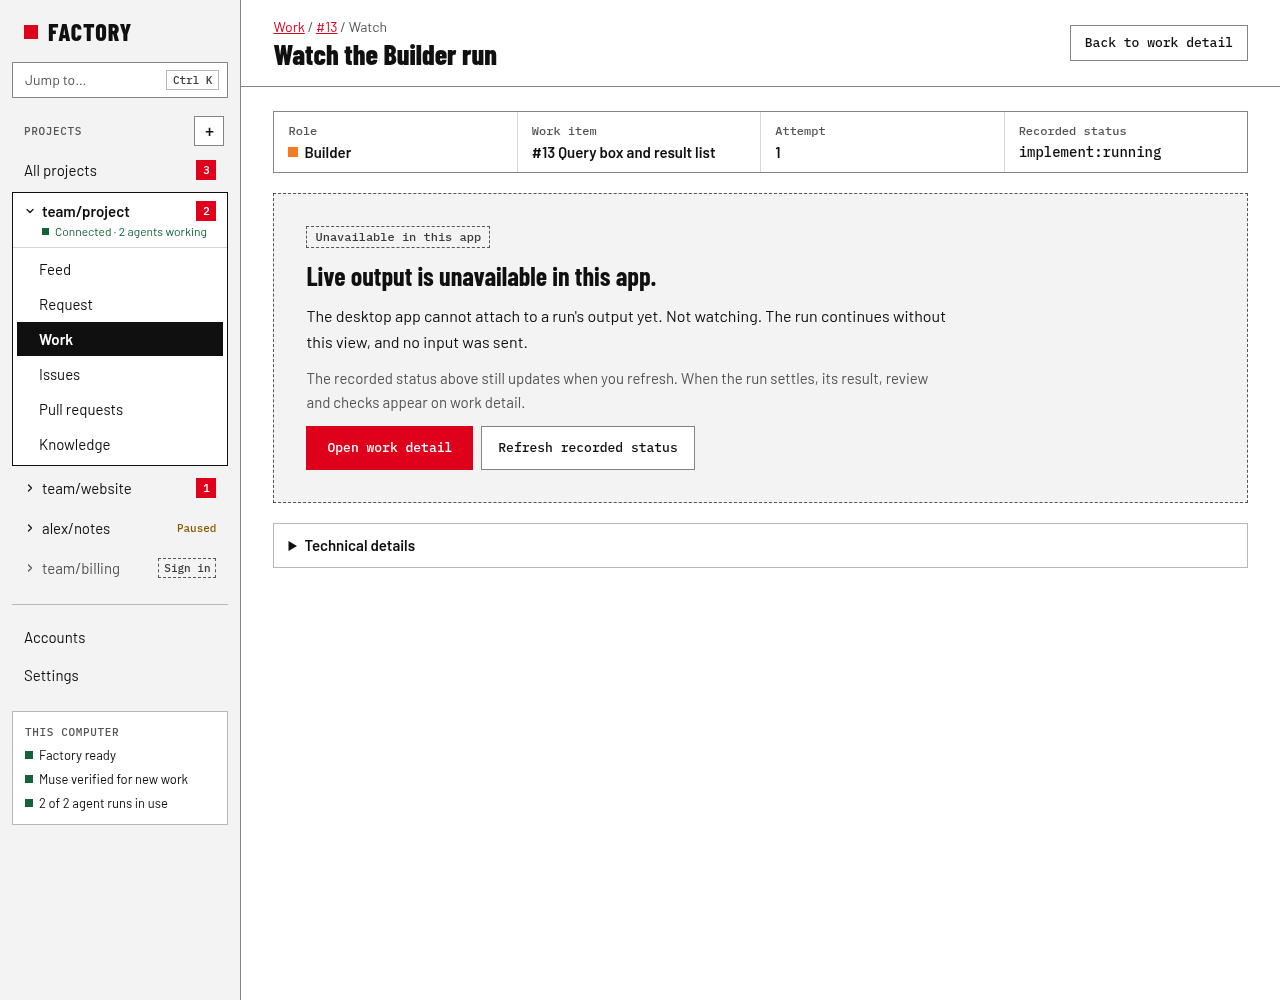 FACTORY
Jump to...
Ctrl K
PROJECTS
+
All projects
3
team/project
2
Connected · 2 agents working
Feed
Request
Work
Issues
Pull requests
Knowledge
team/website
1
alex/notes
Paused
team/billing
Sign in
Accounts
Settings
THIS COMPUTER
Factory ready
Muse verified for new work
2 of 2 agent runs in use
Work / #13 / Watch
Watch the Builder run
Back to work detail
Role
Builder
Work item
#13 Query box and result list
Attempt
1
Recorded status
implement:running
Unavailable in this app
Live output is unavailable in this app.
The desktop app cannot attach to a run's output yet. Not watching. The run continues without
this view, and no input was sent.
The recorded status above still updates when you refresh. When the run settles, its result, review
and checks appear on work detail.
Open work detail
Refresh recorded status
Technical details